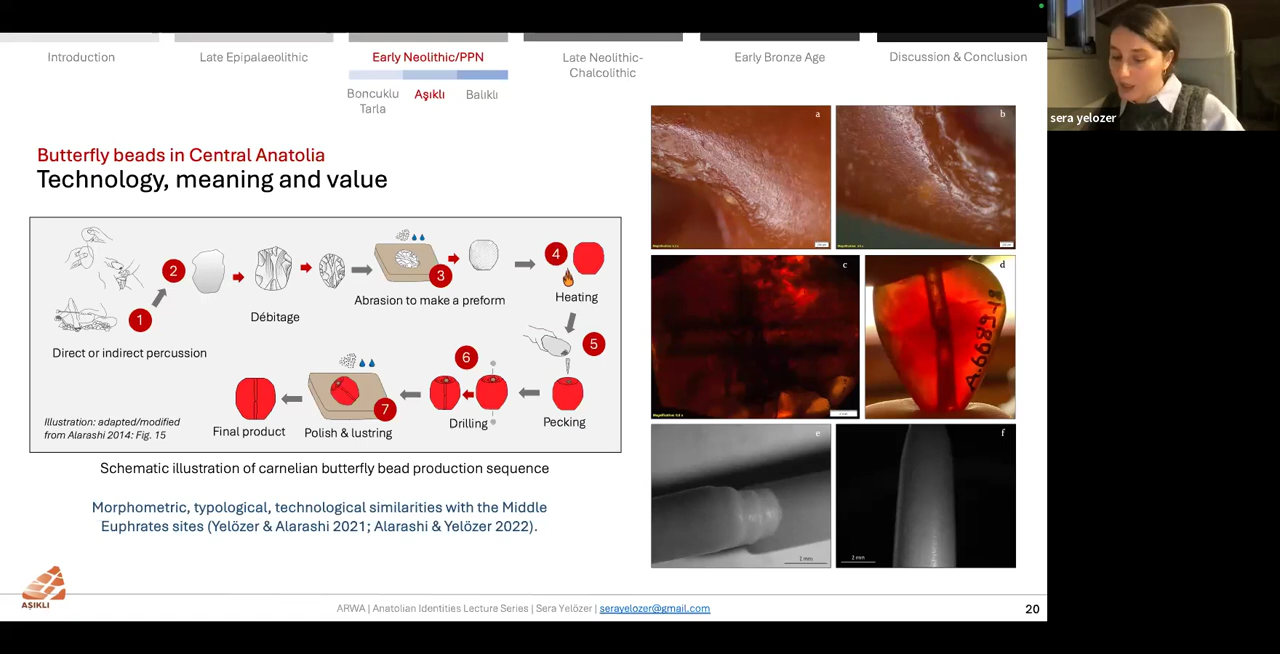 Introduction
Late Epipalaeolithic
Early Neolithic/PPN
Late Neolithic-
Chalcolithic
Early Bronze Age
Discussion & Conclusion
Boncuklu
Tarla
Aşıklı
Balıklı
sera yelozer
Butterfly beads in Central Anatolia
Technology, meaning and value
1
Direct or indirect percussion
2
Débitage
3
Abrasion to make a preform
4
Heating
5
Pecking
6
Drilling
7
Polish & lustring
Final product
Illustration: adapted/modified
from Alarashi 2014: Fig. 15
Schematic illustration of carnelian butterfly bead production sequence
Morphometric, typological, technological similarities with the Middle
Euphrates sites (Yelözer & Alarashi 2021; Alarashi & Yelözer 2022).
a
b
c
d
e
1 mm
f
2 mm
AŞIKLI
ARWA | Anatolian Identities Lecture Series | Sera Yelözer | serayelozer@gmail.com
20